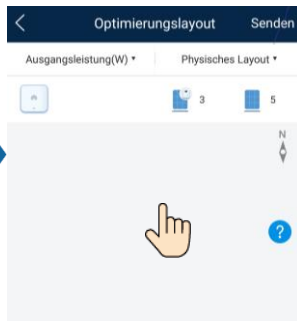 Optimierungslayout Senden
Ausgangsleistung(W) Physisches Layout
3 5
N
?